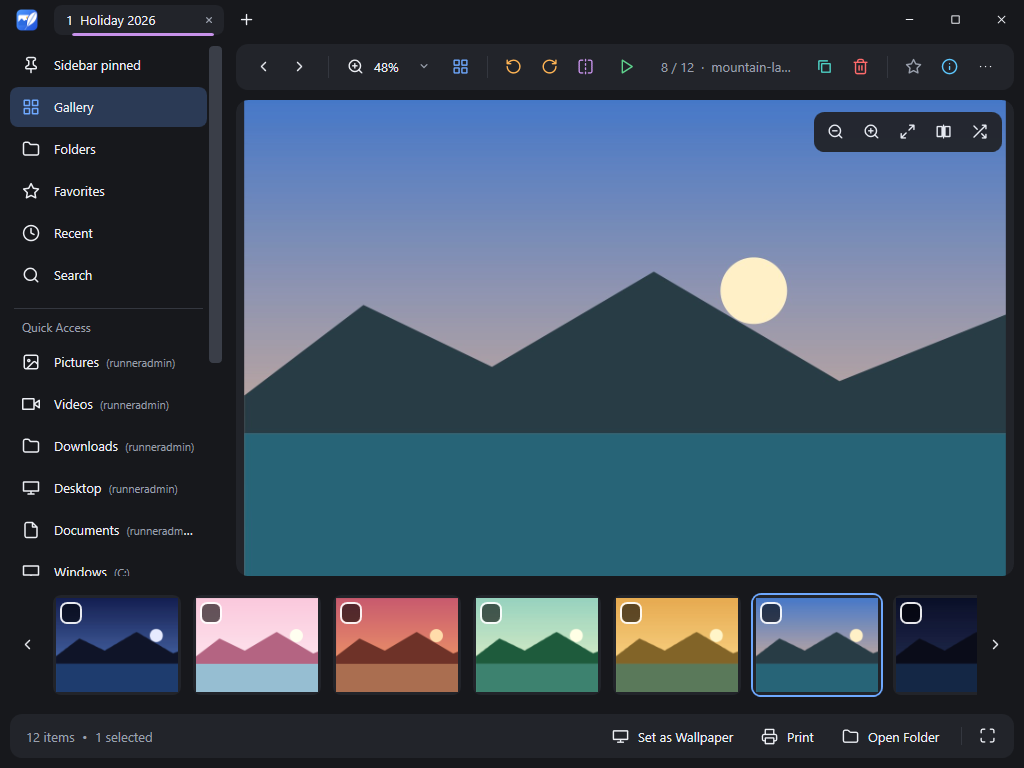 1 Holiday 2026
Sidebar pinned
48%
8 / 12 · mountain-la...
Gallery
Folders
Favorites
Recent
Search
Quick Access
Pictures (runneradmin)
Videos (runneradmin)
Downloads (runneradmin)
Desktop (runneradmin)
Documents (runneradm...
Windows (C:)
12 items • 1 selected
Set as Wallpaper
Print
Open Folder